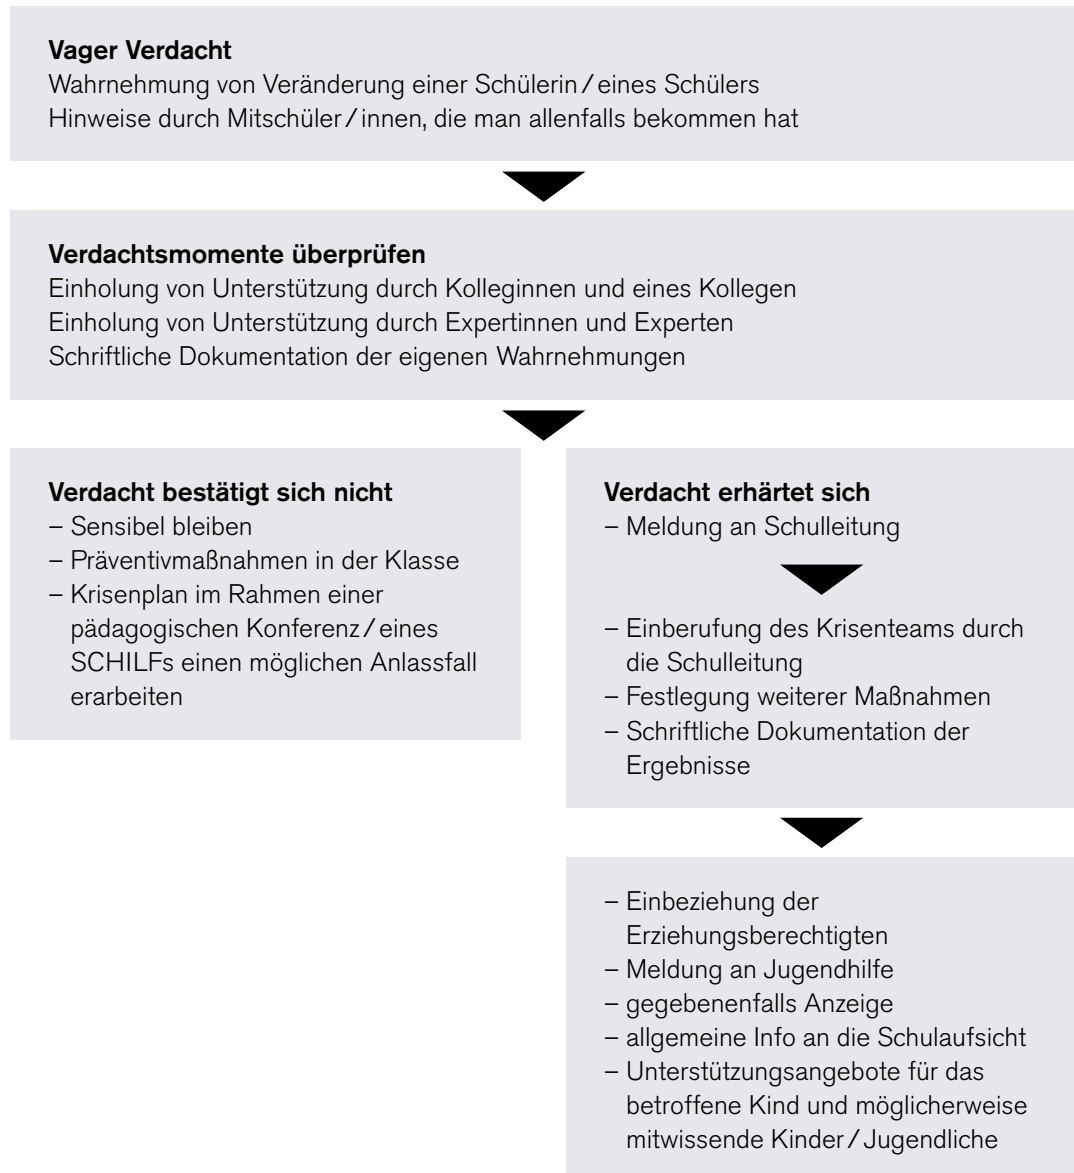 Vager Verdacht
Wahrnehmung von Veränderung einer Schülerin / eines Schülers
Hinweise durch Mitschüler / innen, die man allenfalls bekommen hat
Verdachtsmomente überprüfen
Einholung von Unterstützung durch Kolleginnen und eines Kollegen
Einholung von Unterstützung durch Expertinnen und Experten
Schriftliche Dokumentation der eigenen Wahrnehmungen
Verdacht bestätigt sich nicht
– Sensibel bleiben
– Präventivmaßnahmen in der Klasse
– Krisenplan im Rahmen einer
pädagogischen Konferenz / eines
SCHILFs einen möglichen Anlassfall
erarbeiten
Verdacht erhärtet sich
– Meldung an Schulleitung
– Einberufung des Krisenteams durch
die Schulleitung
– Festlegung weiterer Maßnahmen
– Schriftliche Dokumentation der
Ergebnisse
– Einbeziehung der
Erziehungsberechtigten
– Meldung an Jugendhilfe
– gegebenenfalls Anzeige
– allgemeine Info an die Schulaufsicht
– Unterstützungsangebote für das
betroffene Kind und möglicherweise
mitwissende Kinder / Jugendliche